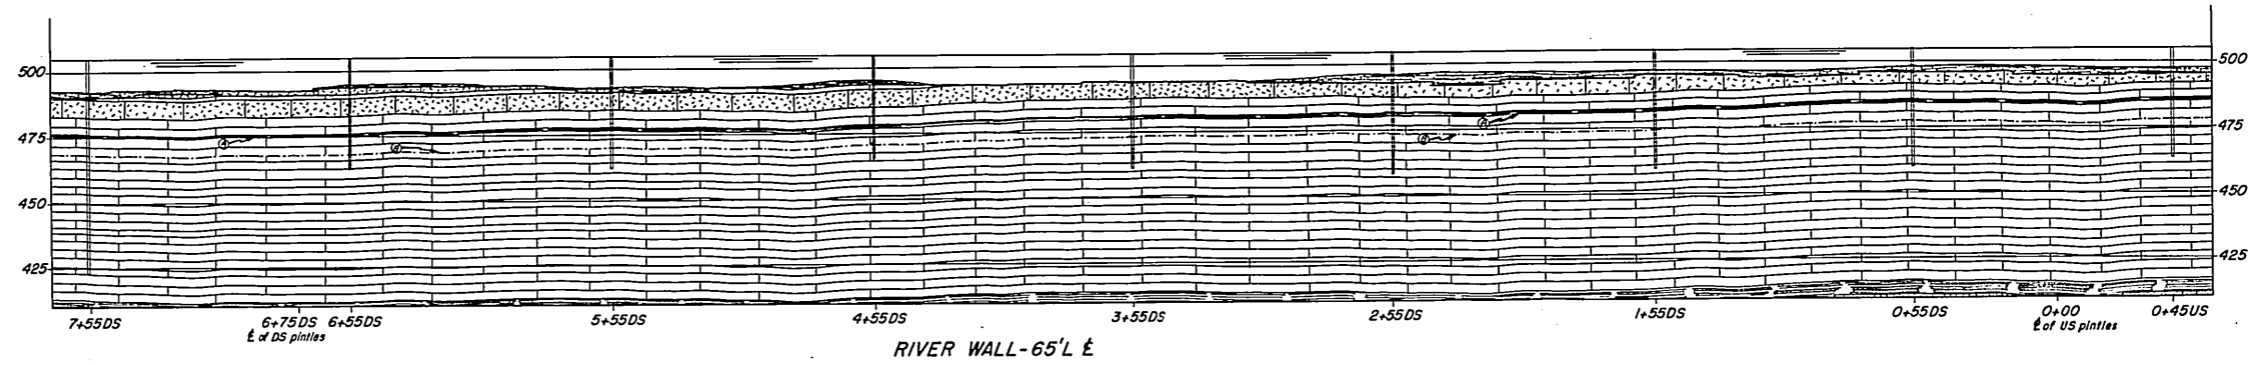 500 500
475 475
450 450
425 425
7+55DS 6+75DS 6+55DS 5+55DS 4+55DS 3+55DS 2+55DS 1+55DS 0+55DS 0+00 0+45US
℄ of DS pintles ℄ of US pintles
RIVER WALL-65'L ℄